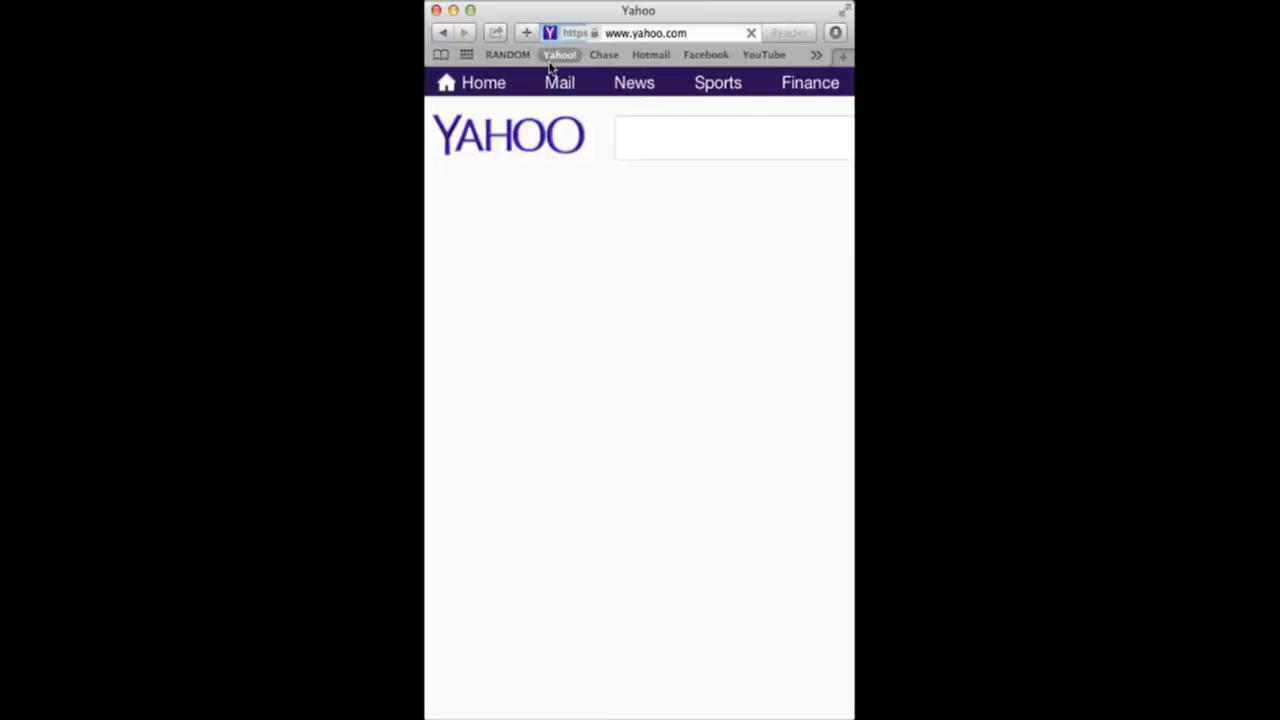 Yahoo
Y https www.yahoo.com Reader
RANDOM Yahoo! Chase Hotmail Facebook YouTube
Home Mail News Sports Finance
YAHOO